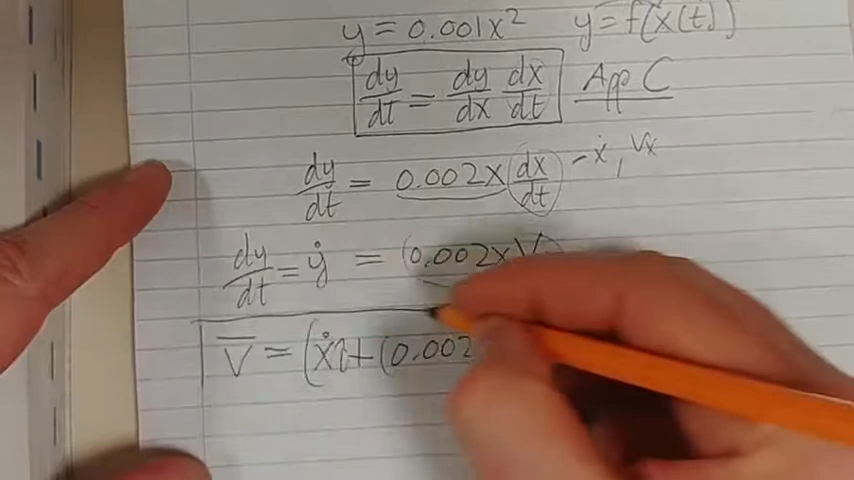 y = 0.001x² y = f(x(t))
dy/dt = dy/dx dx/dt App C
dy/dt = 0.002x (dx/dt) - ẋ, Vx
dy/dt = ẏ = (0.002x V
V̅ = (ẋ î + (0.002